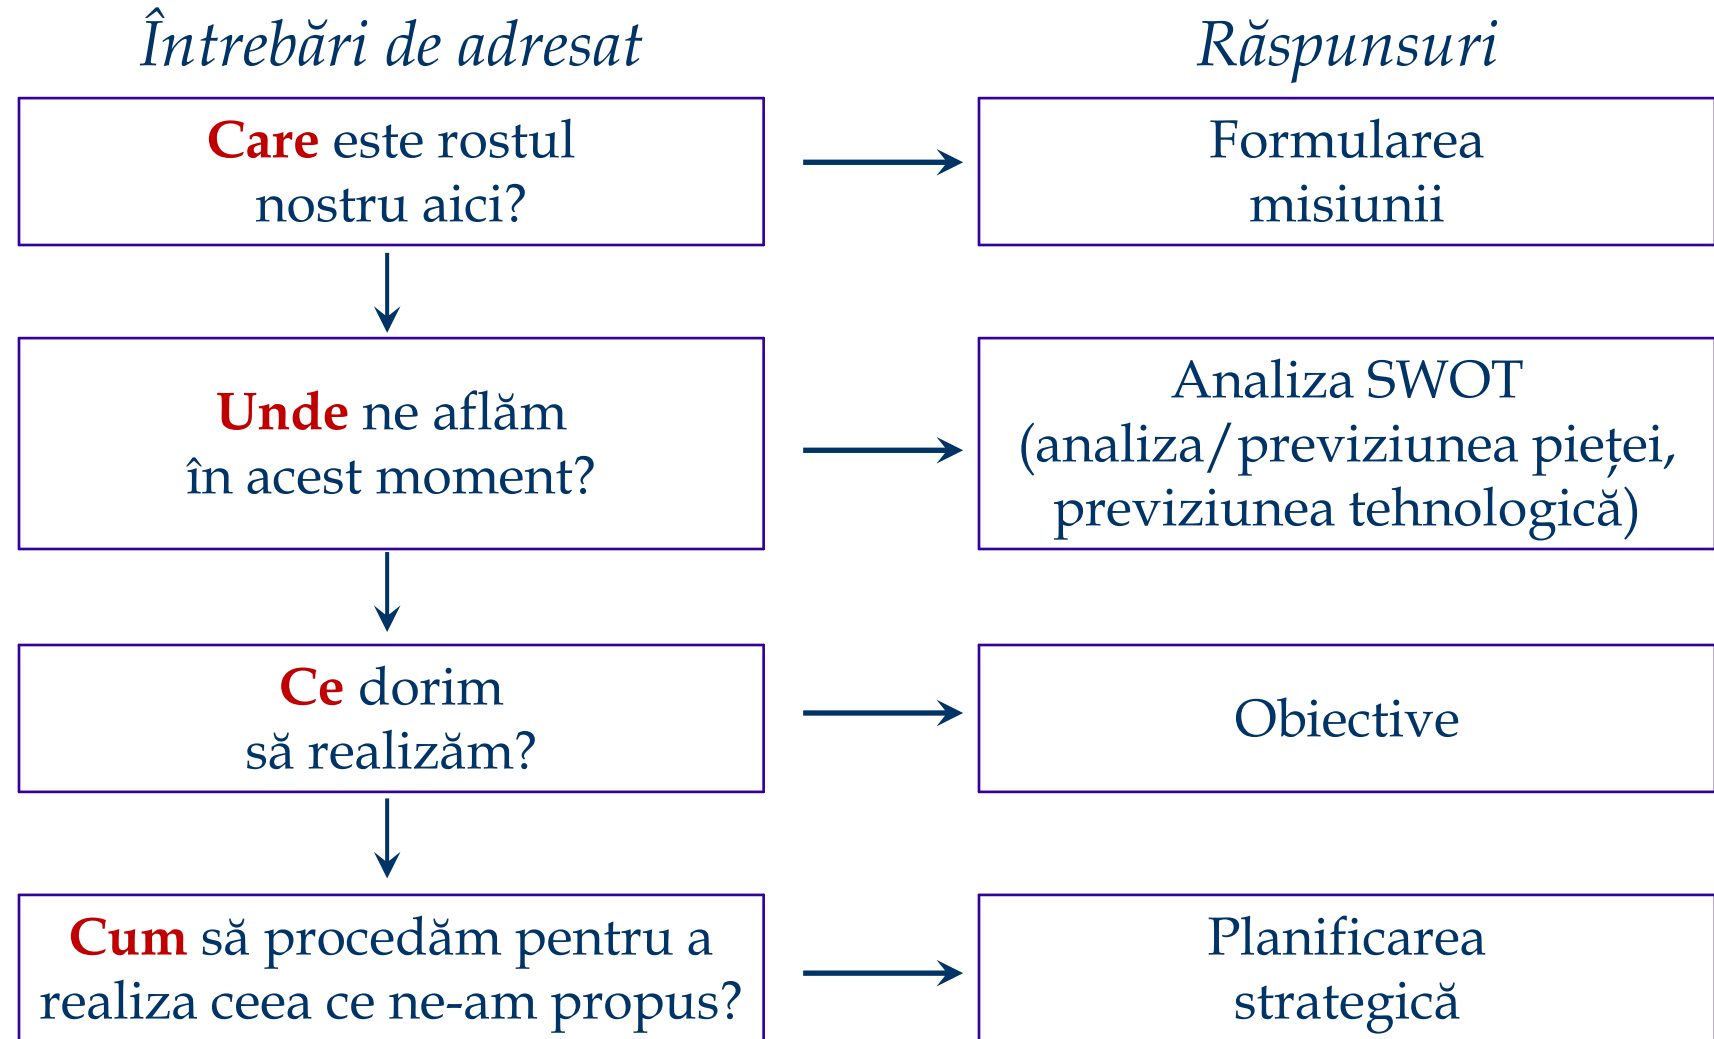 Întrebări de adresat
Răspunsuri
Care este rostul
nostru aici?
Formularea
misiunii
Unde ne aflăm
în acest moment?
Analiza SWOT
(analiza/previziunea pieței,
previziunea tehnologică)
Ce dorim
să realizăm?
Obiective
Cum să procedăm pentru a
realiza ceea ce ne-am propus?
Planificarea
strategică